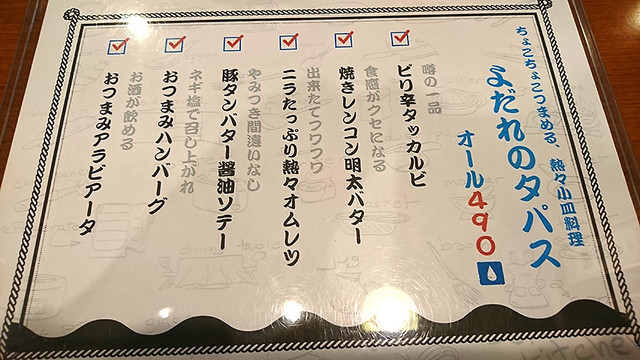 ちょこちょこつまめる、熱々小皿料理
よだれのタパス
オール490
噂の一品
ピリ辛タッカルビ
食感がクセになる
焼きレンコン明太バター
出来たてフワフワ
ニラたっぷり熱々オムレツ
やみつき間違いなし
豚タンバター醤油ソテー
ネギ塩で召し上がれ
おつまみハンバーグ
お酒が飲める
おつまみアラビアータ